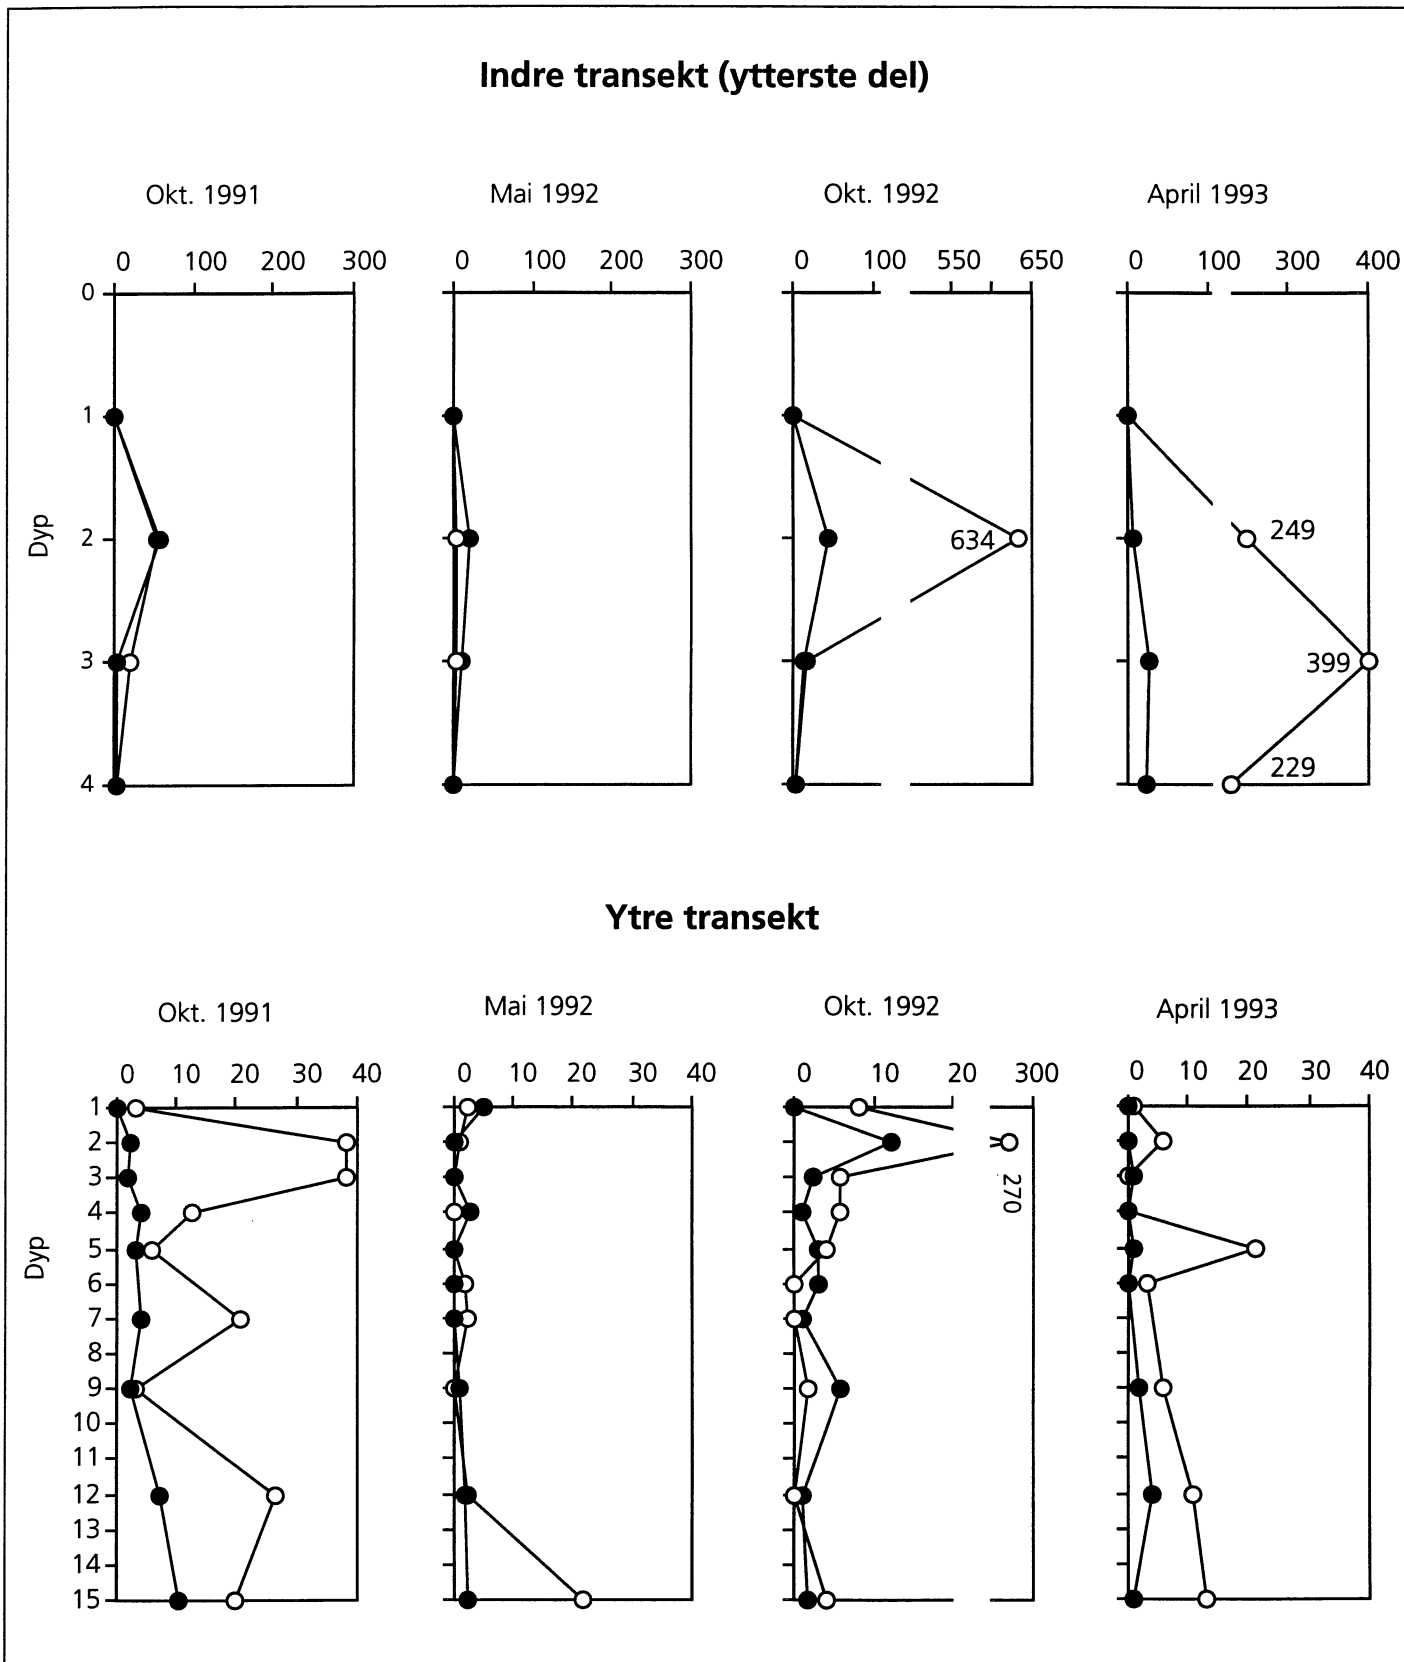 Indre transekt (ytterste del)
Okt. 1991 Mai 1992 Okt. 1992 April 1993
0 100 200 300 0 100 200 300 0 100 550 650 0 100 300 400
0
1
Dyp
2 634 249
3 399
229
4
Ytre transekt
Okt. 1991 Mai 1992 Okt. 1992 April 1993
0 10 20 30 40 0 10 20 30 40 0 10 20 300 0 10 20 30 40
1
2
3
270
4
5
Dyp
6
7
8
9
10
11
12
13
14
15